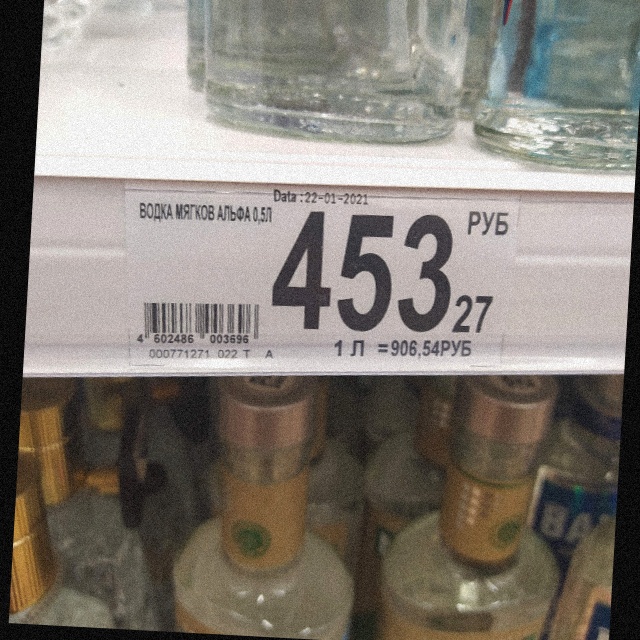 Data : 22-01-2021
ВОДКА МЯГКОВ АЛЬФА 0,5Л
453 27 РУБ
4 602486 003696
000771271 022 Т А
1 Л =906,54РУБ